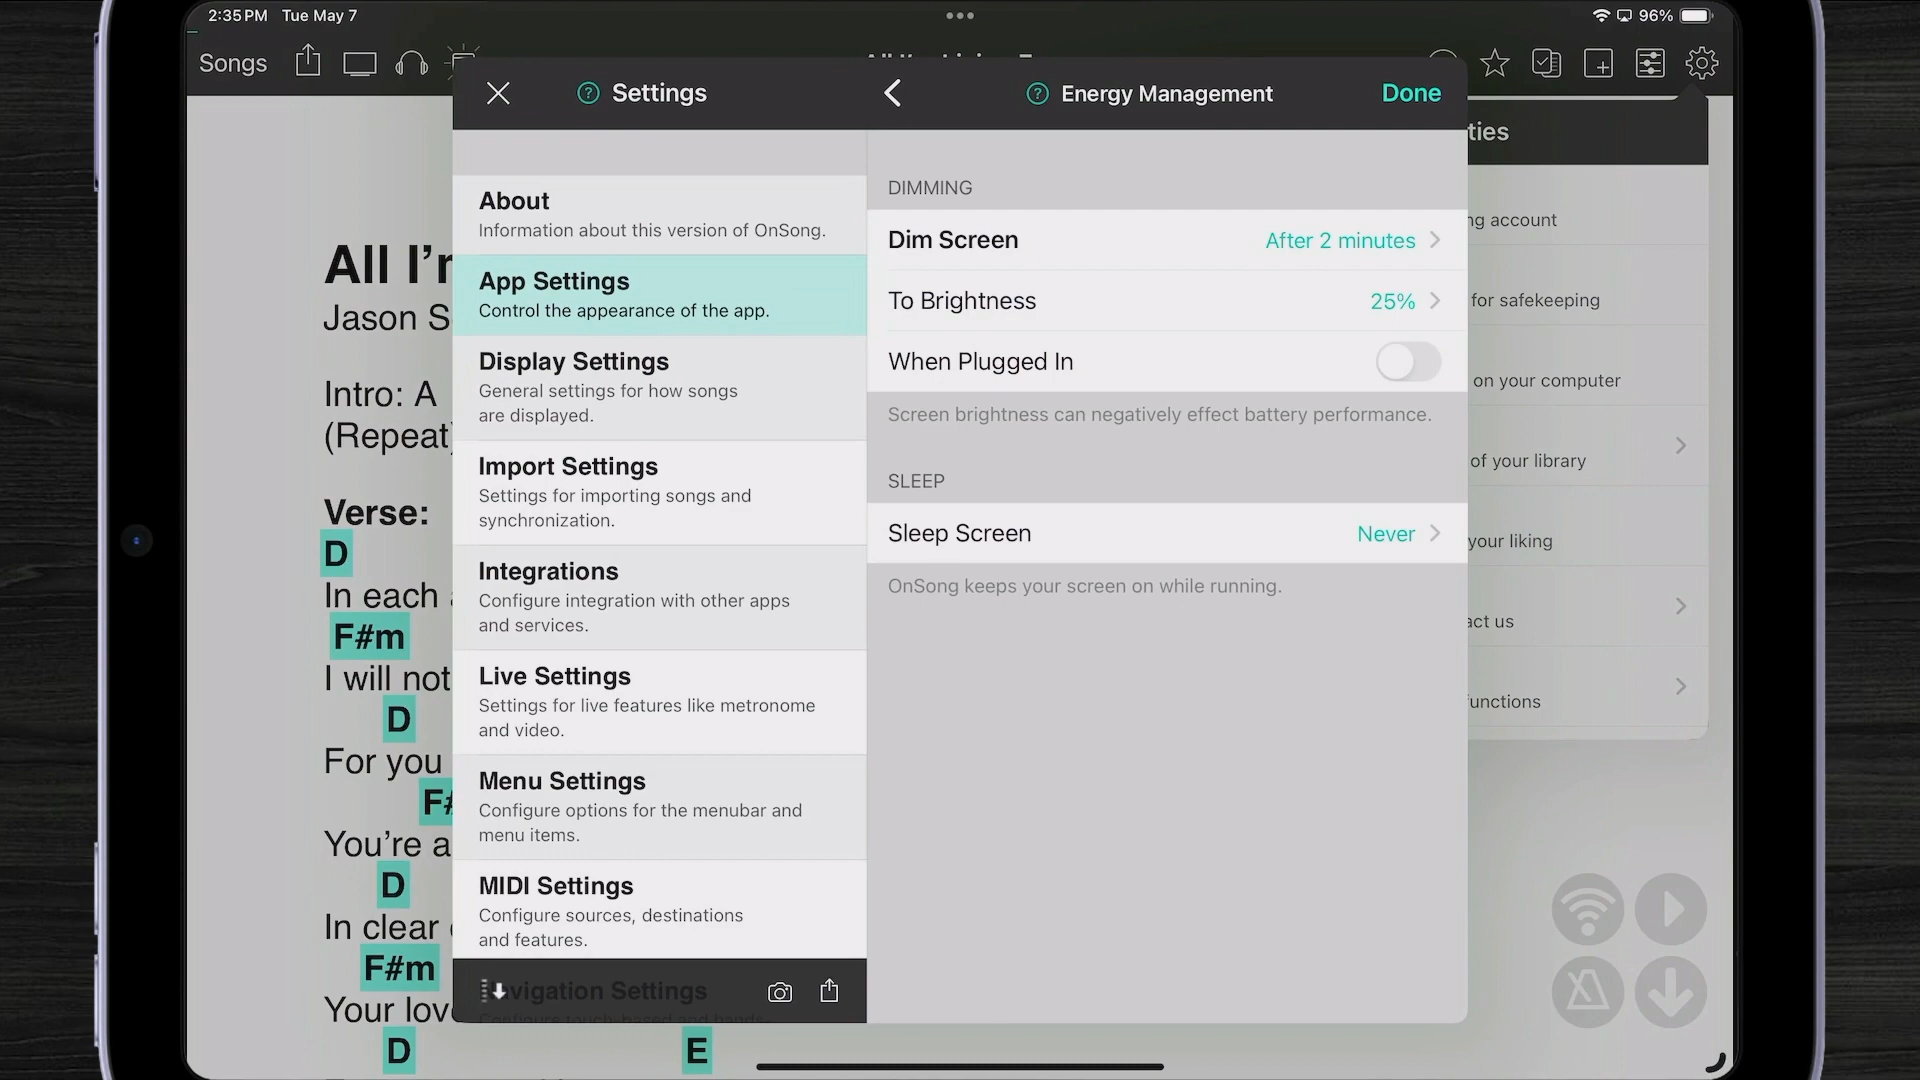 2:35 PM Tue May 7
96%
Songs
? Settings
? Energy Management
Done
About
Information about this version of OnSong.
App Settings
Control the appearance of the app.
Display Settings
General settings for how songs
are displayed.
Import Settings
Settings for importing songs and
synchronization.
Integrations
Configure integration with other apps
and services.
Live Settings
Settings for live features like metronome
and video.
Menu Settings
Configure options for the menubar and
menu items.
MIDI Settings
Configure sources, destinations
and features.
vigation Settings
DIMMING
Dim Screen
After 2 minutes
To Brightness
25%
When Plugged In
Screen brightness can negatively effect battery performance.
SLEEP
Sleep Screen
Never
OnSong keeps your screen on while running.
ties
ng account
for safekeeping
on your computer
of your library
your liking
act us
functions
All I'm
Jason S
Intro: A
(Repeat)
Verse:
D
In each
F#m
I will not
D
For you
F#
You're a
D
In clear
F#m
Your lov
D
E